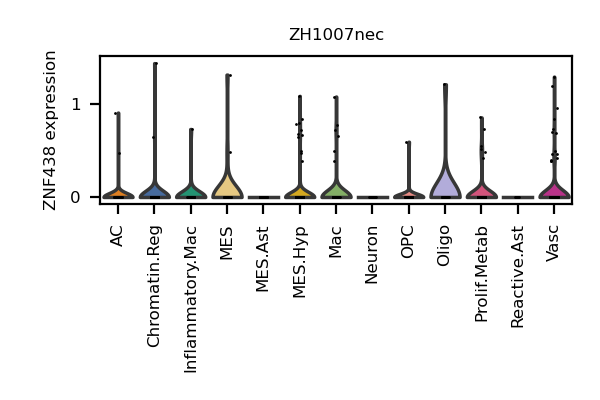 ZH1007nec
ZNF438 expression
1
0
AC
Chromatin.Reg
Inflammatory.Mac
MES
MES.Ast
MES.Hyp
Mac
Neuron
OPC
Oligo
Prolif.Metab
Reactive.Ast
Vasc